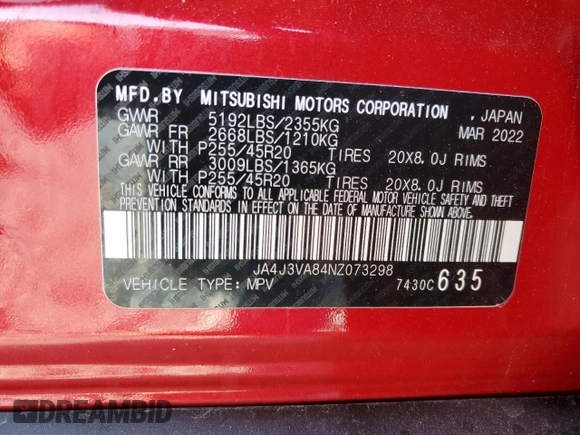 MFD.BY MITSUBISHI MOTORS CORPORATION , JAPAN
GVWR 5192LBS/2355KG MAR 2022
GAWR FR 2668LBS/1210KG
WITH P255/45R20 TIRES 20X8.0J RIMS
GAWR RR 3009LBS/1365KG
WITH P255/45R20 TIRES 20X8.0J RIMS
THIS VEHICLE CONFORMS TO ALL APPLICABLE FEDERAL MOTOR VEHICLE SAFETY AND THEFT
PREVENTION STANDARDS IN EFFECT ON THE DATE OF MANUFACTURE SHOWN ABOVE.
JA4J3VA84NZ073298
VEHICLE TYPE: MPV 7430C 635
DREAMBID